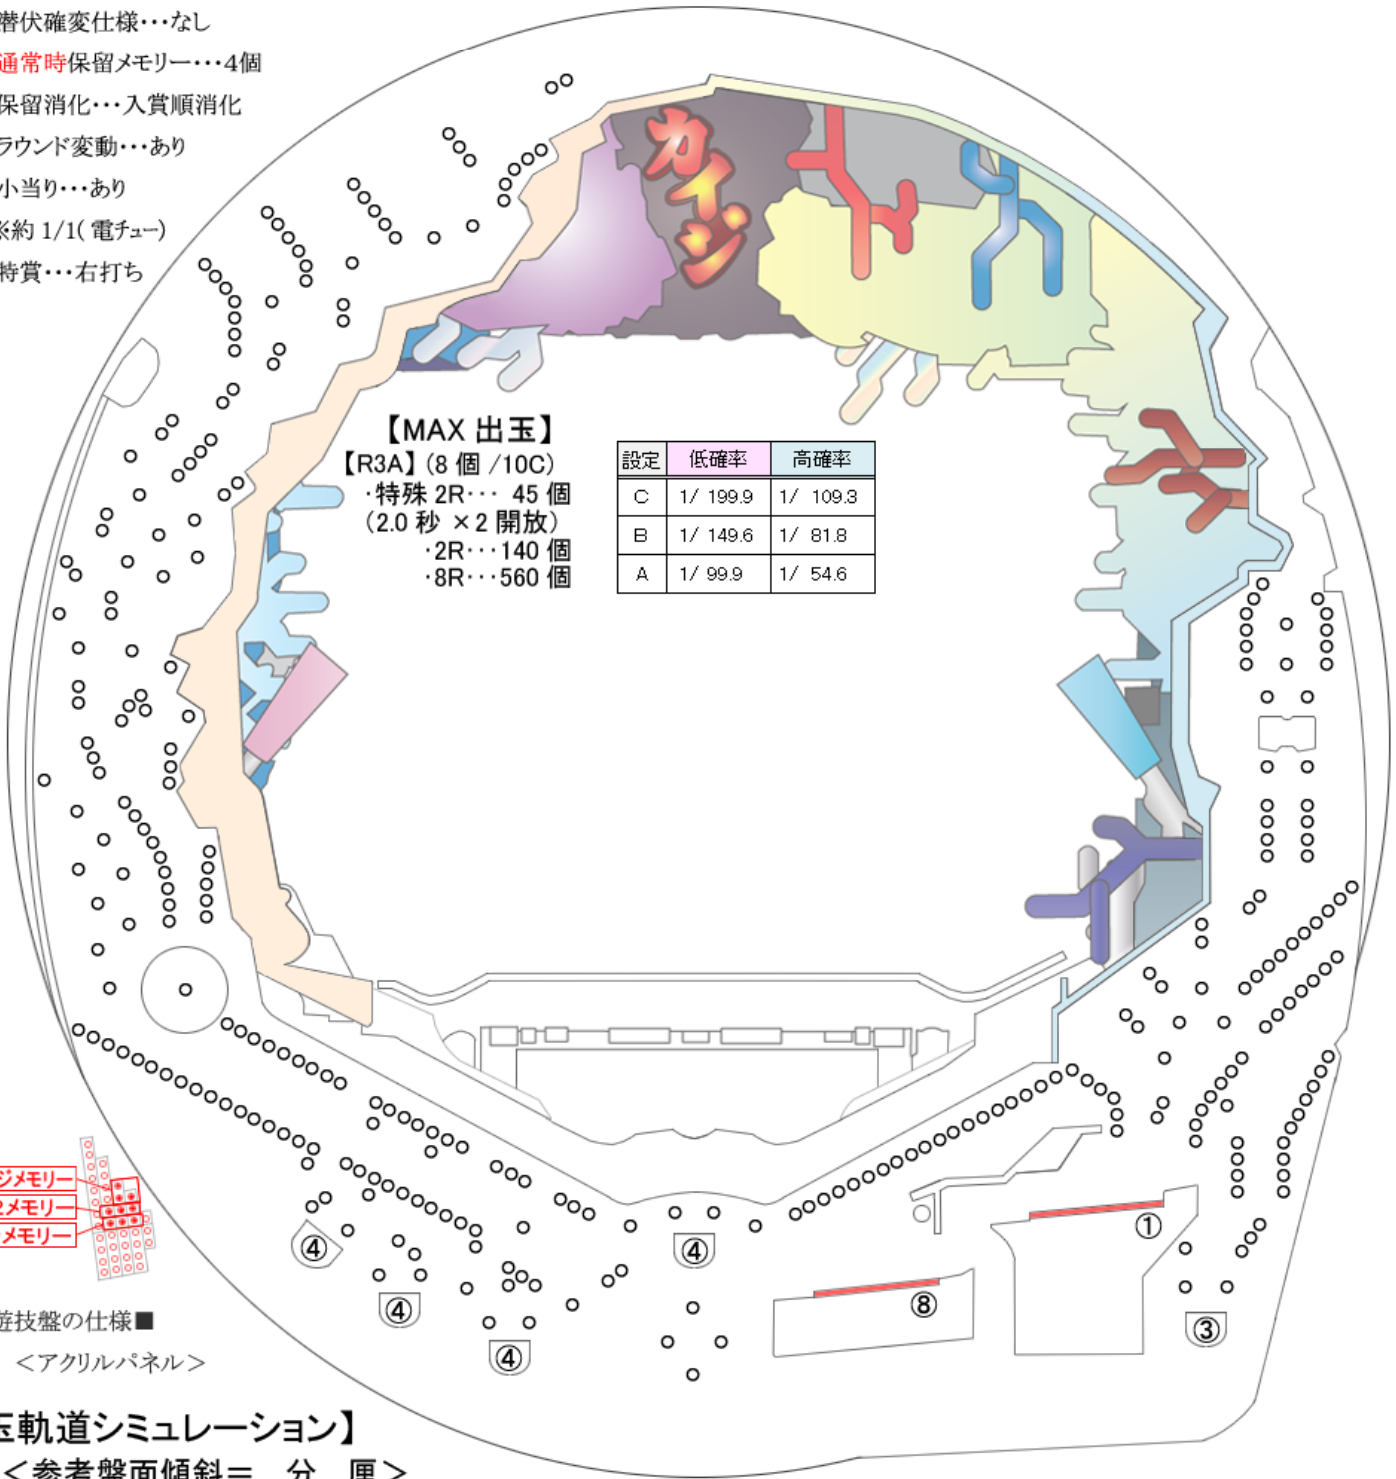 潜伏確変仕様･･･なし
通常時保留メモリー･･･4個
保留消化･･･入賞順消化
ラウンド変動･･･あり
小当り･･･あり
※約 1/1( 電チュー)
特賞･･･右打ち
カイジ
【MAX 出玉】
【R3A】 (8 個 /10C)
･特殊 2R･･･ 45 個
(2.0 秒 ×2 開放)
･2R･･･140 個
･8R･･･560 個
設定 低確率 高確率
C 1/ 199.9 1/ 109.3
B 1/ 149.6 1/ 81.8
A 1/ 99.9 1/ 54.6
ジメモリー
2メモリー
メモリー
①
④
④
⑧
④
③
④
遊技盤の仕様■
＜アクリルパネル＞
玉軌道シミュレーション】
＜参考盤面傾斜＝ 分 厘＞